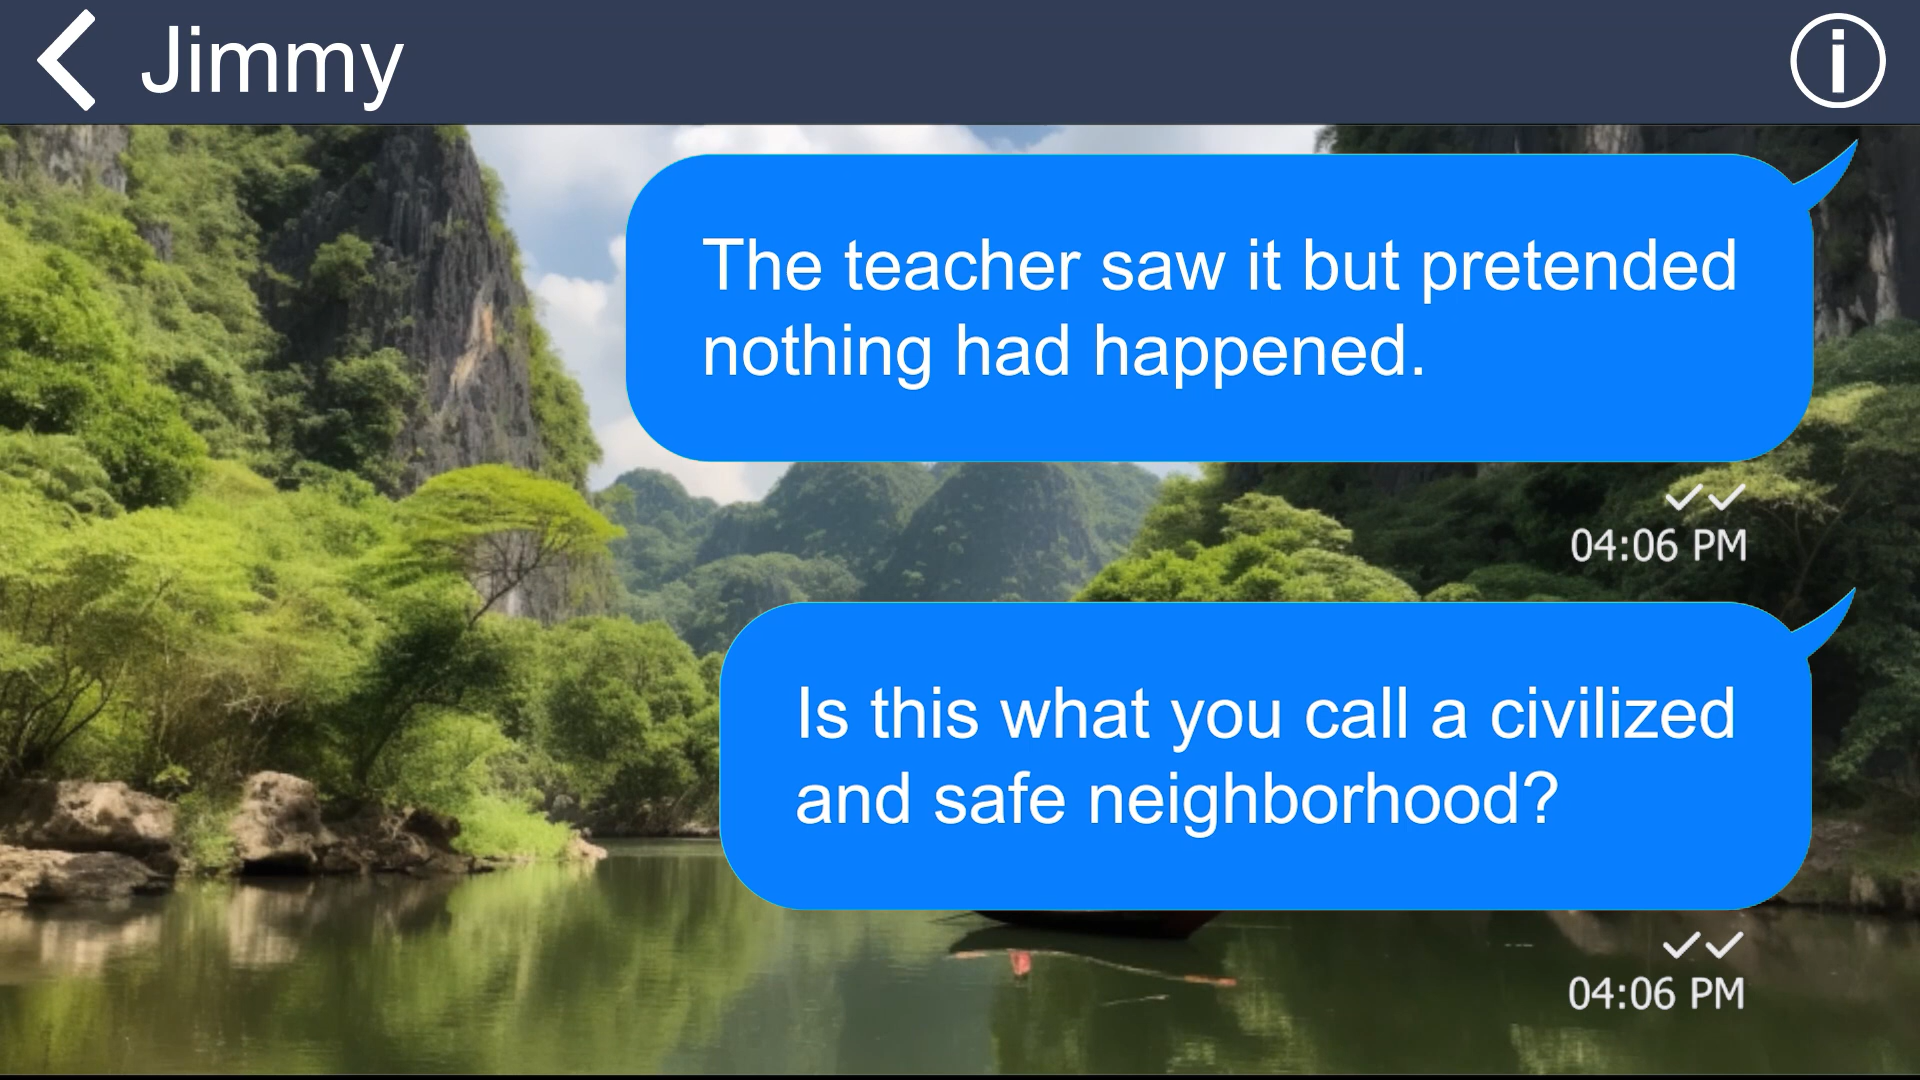 Jimmy
The teacher saw it but pretended
nothing had happened.
04:06 PM
Is this what you call a civilized
and safe neighborhood?
04:06 PM